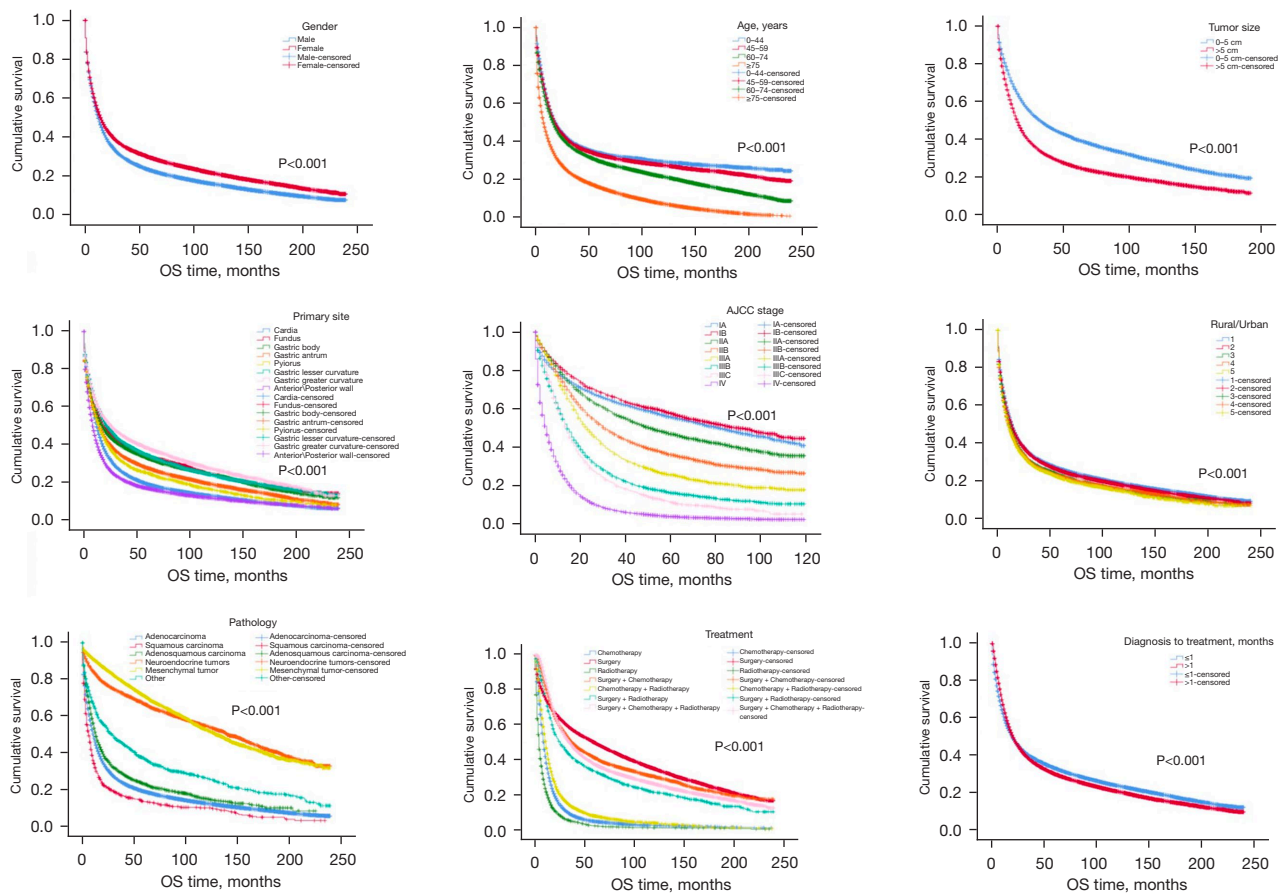 Gender
Male
Female
Male-censored
Female-censored
P<0.001
Cumulative survival
1.0
0.8
0.6
0.4
0.2
0.0
0 50 100 150 200 250
OS time, months
Age, years
0–44
45–59
60–74
≥75
0–44-censored
45–59-censored
60–74-censored
≥75-censored
P<0.001
Cumulative survival
1.0
0.8
0.6
0.4
0.2
0.0
0 50 100 150 200 250
OS time, months
Tumor size
0–5 cm
>5 cm
0–5 cm-censored
>5 cm-censored
P<0.001
Cumulative survival
1.0
0.8
0.6
0.4
0.2
0.0
0 50 100 150 200
OS time, months
Primary site
Cardia
Fundus
Gastric body
Gastric antrum
Pyiorus
Gastric lesser curvature
Gastric greater curvature
Anterior\Posterior wall
Cardia-censored
Fundus-censored
Gastric body-censored
Gastric antrum-censored
Pyiorus-censored
Gastric lesser curvature-censored
Gastric greater curvature-censored
Anterior\Posterior wall-censored
P<0.001
Cumulative survival
1.0
0.8
0.6
0.4
0.2
0.0
0 50 100 150 200 250
OS time, months
AJCC stage
IA IA-censored
IB IB-censored
IIA IIA-censored
IIB IIB-censored
IIIA IIIA-censored
IIIB IIIB-censored
IIIC IIIC-censored
IV IV-censored
P<0.001
Cumulative survival
1.0
0.8
0.6
0.4
0.2
0.0
0 20 40 60 80 100 120
OS time, months
Rural/Urban
1
2
3
4
5
1-censored
2-censored
3-censored
4-censored
5-censored
P<0.001
Cumulative survival
1.0
0.8
0.6
0.4
0.2
0.0
0 50 100 150 200 250
OS time, months
Pathology
Adenocarcinoma Adenocarcinoma-censored
Squamous carcinoma Squamous carcinoma-censored
Adenosquamous carcinoma Adenosquamous carcinoma-censored
Neuroendocrine tumors Neuroendocrine tumors-censored
Mesenchymal tumor Mesenchymal tumor-censored
Other Other-censored
P<0.001
Cumulative survival
1.0
0.8
0.6
0.4
0.2
0.0
0 50 100 150 200 250
OS time, months
Treatment
Chemotherapy Chemotherapy-censored
Surgery Surgery-censored
Radiotherapy Radiotherapy-censored
Surgery + Chemotherapy Surgery + Chemotherapy-censored
Chemotherapy + Radiotherapy Chemotherapy + Radiotherapy-censored
Surgery + Radiotherapy Surgery + Radiotherapy-censored
Surgery + Chemotherapy + Radiotherapy Surgery + Chemotherapy + Radiotherapy-
censored
P<0.001
Cumulative survival
1.0
0.8
0.6
0.4
0.2
0.0
0 50 100 150 200 250
OS time, months
Diagnosis to treatment, months
≤1
>1
≤1-censored
>1-censored
P<0.001
Cumulative survival
1.0
0.8
0.6
0.4
0.2
0.0
0 50 100 150 200 250
OS time, months